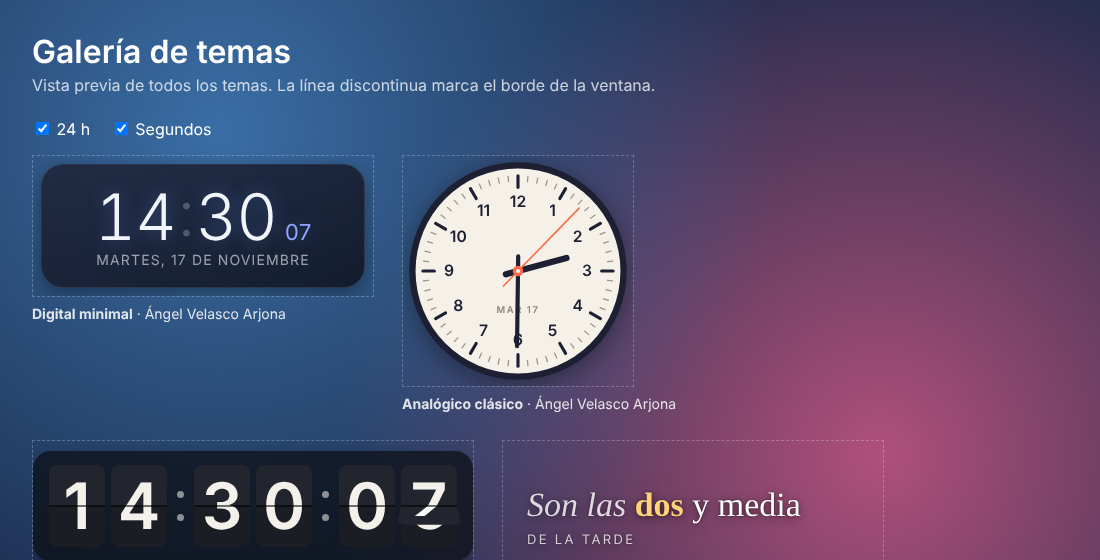 Galería de temas
Vista previa de todos los temas. La línea discontinua marca el borde de la ventana.
24 h Segundos
14:30 07
MARTES, 17 DE NOVIEMBRE
Digital minimal · Ángel Velasco Arjona
12
11 1
10 2
9 3
8 4
MAR 17
7 5
6
Analógico clásico · Ángel Velasco Arjona
14:30:07
Son las dos y media
DE LA TARDE